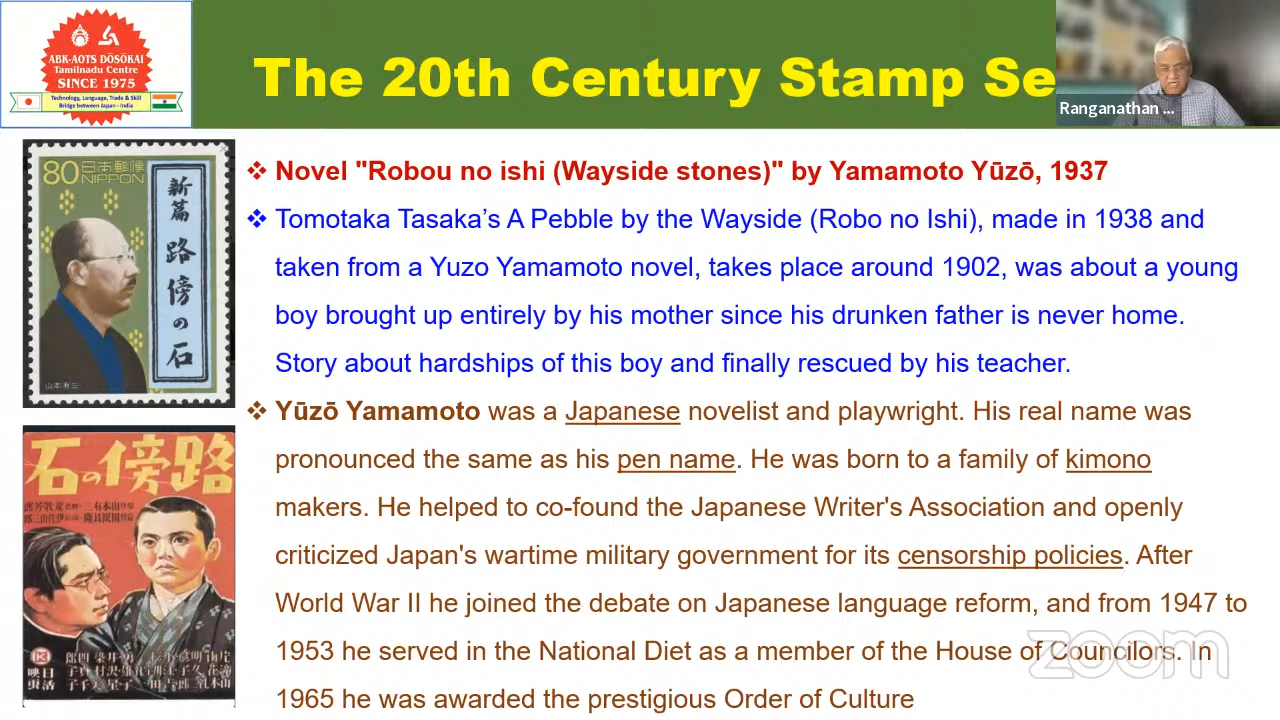 ABK-AOTS DŌSŌKAI
Tamilnadu Centre
SINCE 1975
Technology, Language, Trade & Skill
Bridge between Japan - India
The 20th Century Stamp Se
Ranganathan ...
80 日本郵便
NIPPON
新篇 路傍の石
山本有三
❖ Novel "Robou no ishi (Wayside stones)" by Yamamoto Yūzō, 1937
❖ Tomotaka Tasaka’s A Pebble by the Wayside (Robo no Ishi), made in 1938 and
taken from a Yuzo Yamamoto novel, takes place around 1902, was about a young
boy brought up entirely by his mother since his drunken father is never home.
Story about hardships of this boy and finally rescued by his teacher.
❖ Yūzō Yamamoto was a Japanese novelist and playwright. His real name was
pronounced the same as his pen name. He was born to a family of kimono
makers. He helped to co-found the Japanese Writer's Association and openly
criticized Japan's wartime military government for its censorship policies. After
World War II he joined the debate on Japanese language reform, and from 1947 to
1953 he served in the National Diet as a member of the House of Councilors. In
1965 he was awarded the prestigious Order of Culture
石の傍路
zoom